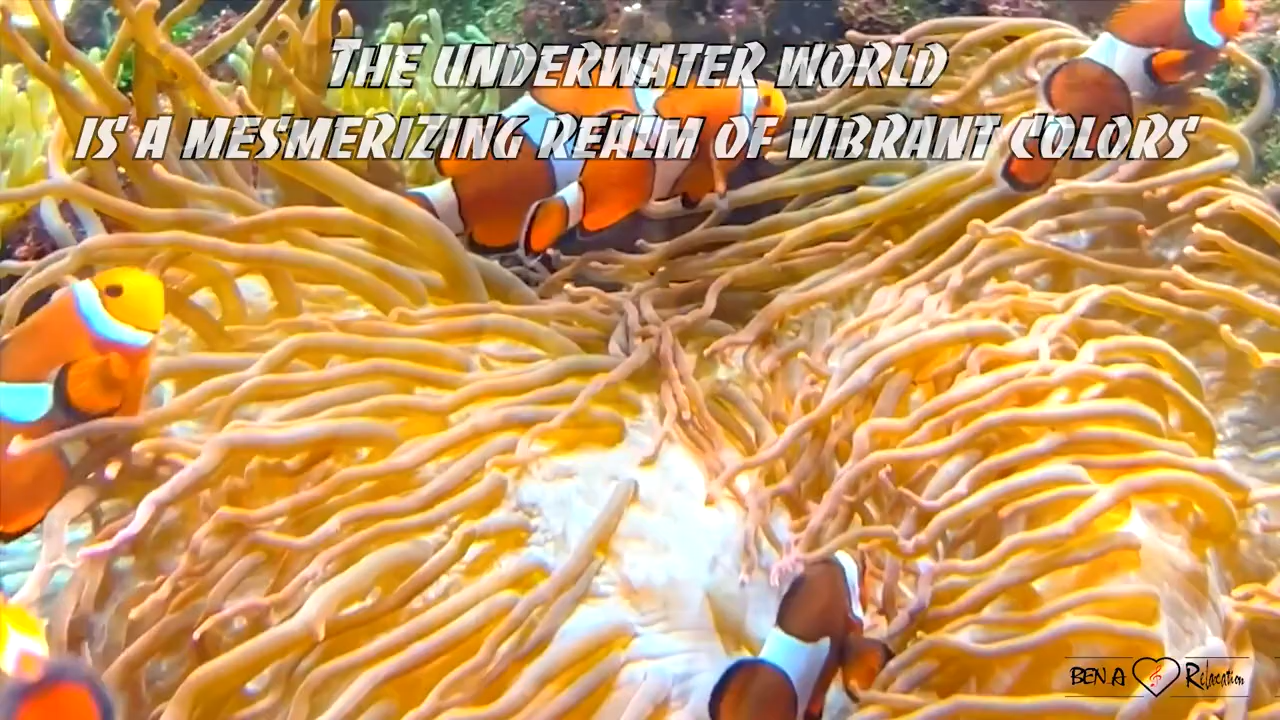 THE UNDERWATER WORLD
IS A MESMERIZING REALM OF VIBRANT COLORS
BEN A Relaxation